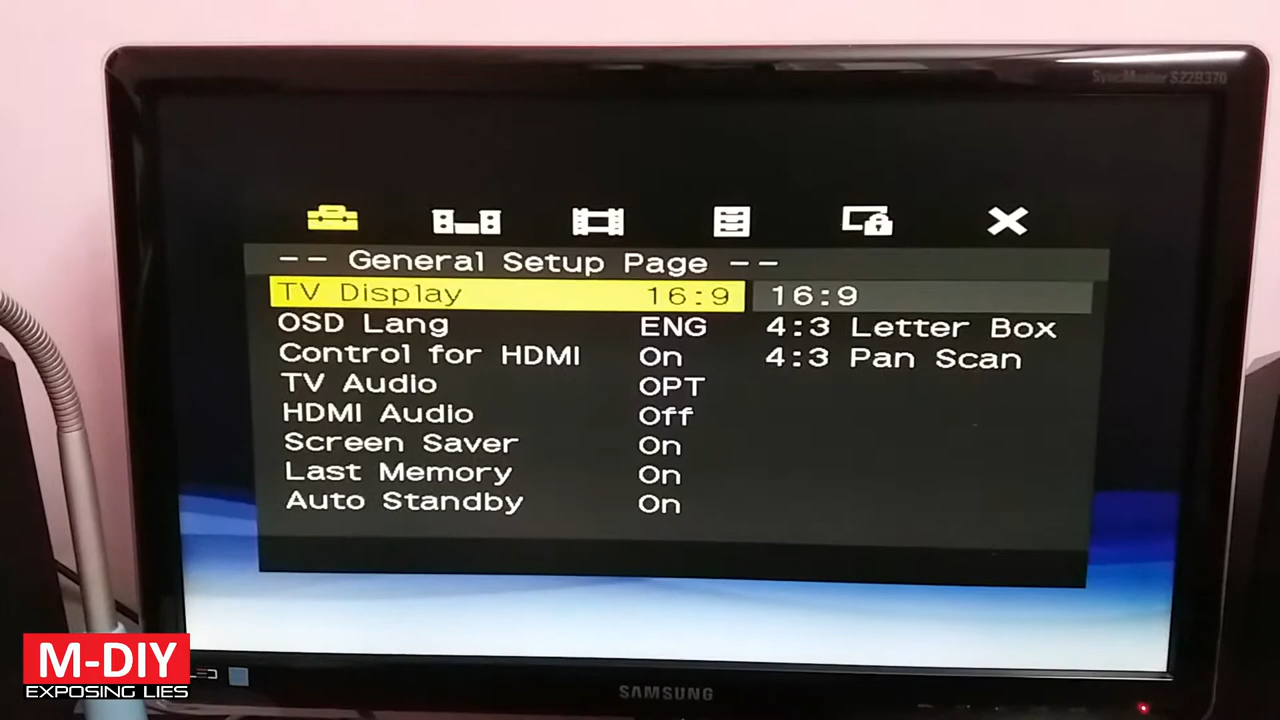 SyncMaster S22B370
-- General Setup Page --
TV Display 16:9 16:9
OSD Lang ENG 4:3 Letter Box
Control for HDMI On 4:3 Pan Scan
TV Audio OPT
HDMI Audio Off
Screen Saver On
Last Memory On
Auto Standby On
M-DIY
EXPOSING LIES
SAMSUNG